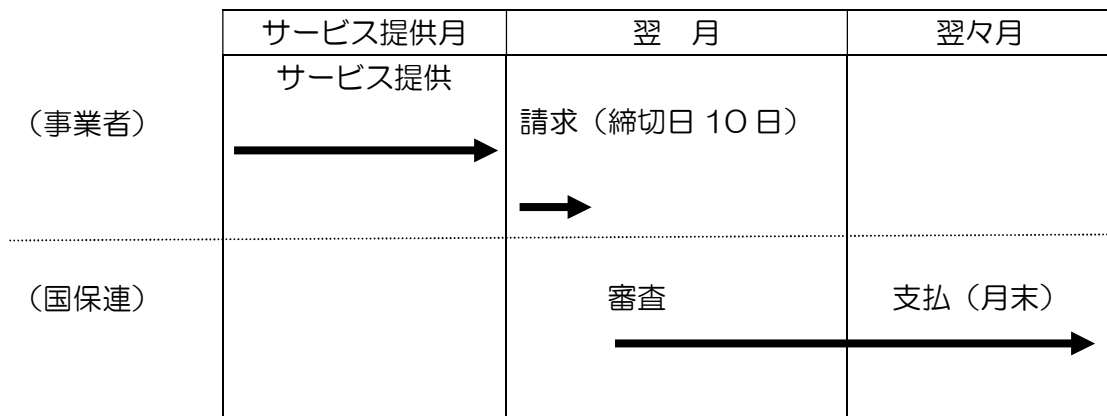 サービス提供月 翌 月 翌々月
サービス提供
（事業者） 請求（締切日 10 日）
（国保連） 審査 支払（月末）